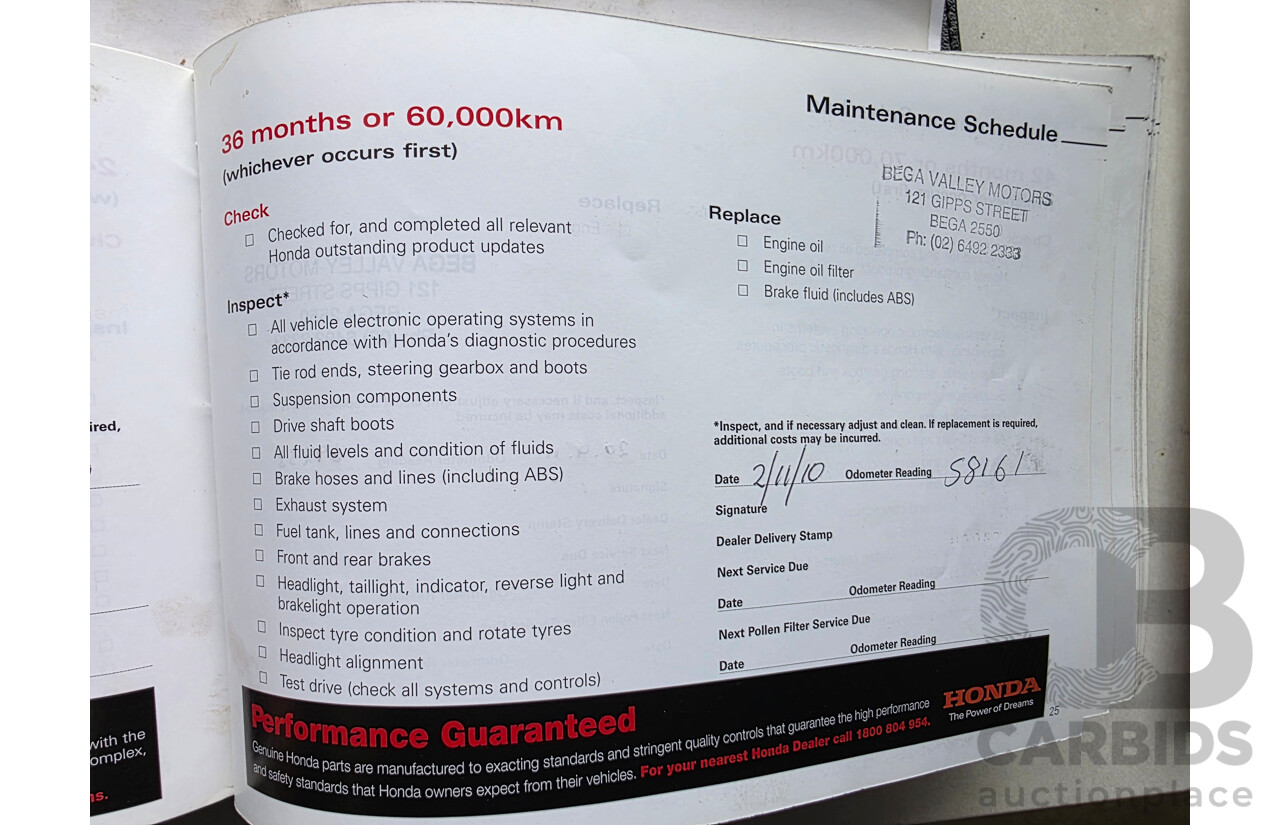 36 months or 60,000km
(whichever occurs first)
Maintenance Schedule
BEGA VALLEY MOTORS
121 GIPPS STREET
BEGA 2550
Ph: (02) 6492 2333
Check
Checked for, and completed all relevant
Honda outstanding product updates
Inspect*
All vehicle electronic operating systems in
accordance with Honda's diagnostic procedures
Tie rod ends, steering gearbox and boots
Suspension components
Drive shaft boots
All fluid levels and condition of fluids
Brake hoses and lines (including ABS)
Exhaust system
Fuel tank, lines and connections
Front and rear brakes
Headlight, taillight, indicator, reverse light and
brakelight operation
Inspect tyre condition and rotate tyres
Headlight alignment
Test drive (check all systems and controls)
Replace
Engine oil
Engine oil filter
Brake fluid (includes ABS)
*Inspect, and if necessary adjust and clean. If replacement is required,
additional costs may be incurred.
Date 2/11/10 Odometer Reading 58161
Signature
Dealer Delivery Stamp
Next Service Due
Date Odometer Reading
Next Pollen Filter Service Due
Date Odometer Reading
Performance Guaranteed
Genuine Honda parts are manufactured to exacting standards and stringent quality controls that guarantee the high performance
and safety standards that Honda owners expect from their vehicles. For your nearest Honda Dealer call 1800 804 954.
HONDA
The Power of Dreams
25
ired,
with the
omplex,
ns.
CARBIDS
auctionplace